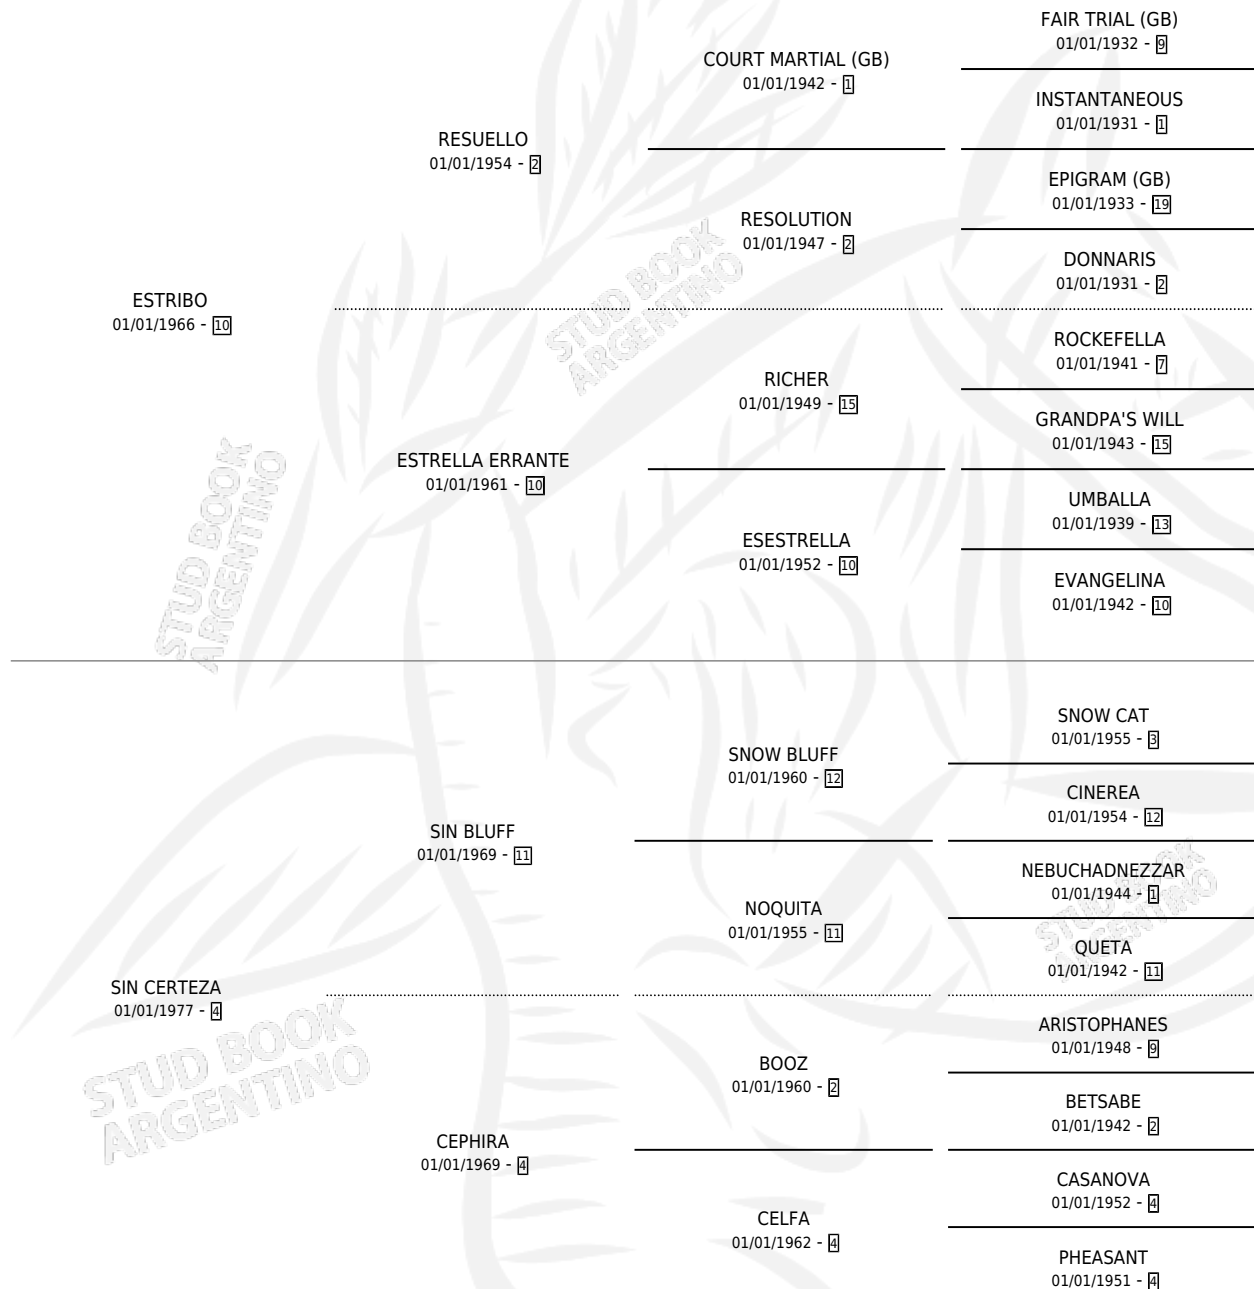 FAIR TRIAL (GB)
01/01/1932 - 9
COURT MARTIAL (GB)
01/01/1942 - 1
INSTANTANEOUS
01/01/1931 - 1
RESUELLO
01/01/1954 - 2
EPIGRAM (GB)
01/01/1933 - 19
RESOLUTION
01/01/1947 - 2
DONNARIS
01/01/1931 - 2
ESTRIBO
01/01/1966 - 10
ROCKEFELLA
01/01/1941 - 7
RICHER
01/01/1949 - 15
GRANDPA'S WILL
01/01/1943 - 15
ESTRELLA ERRANTE
01/01/1961 - 10
UMBALLA
01/01/1939 - 13
ESESTRELLA
01/01/1952 - 10
EVANGELINA
01/01/1942 - 10
SNOW CAT
01/01/1955 - 3
SNOW BLUFF
01/01/1960 - 12
CINEREA
01/01/1954 - 12
SIN BLUFF
01/01/1969 - 11
NEBUCHADNEZZAR
01/01/1944 - 1
NOQUITA
01/01/1955 - 11
QUETA
01/01/1942 - 11
SIN CERTEZA
01/01/1977 - 4
ARISTOPHANES
01/01/1948 - 9
BOOZ
01/01/1960 - 2
BETSABE
01/01/1942 - 2
CEPHIRA
01/01/1969 - 4
CASANOVA
01/01/1952 - 4
CELFA
01/01/1962 - 4
PHEASANT
01/01/1951 - 4
STUD BOOK
ARGENTINO
STUD BOOK
ARGENTINO
STUD BOOK
ARGENTINO
STUD BOOK
ARGENTINO